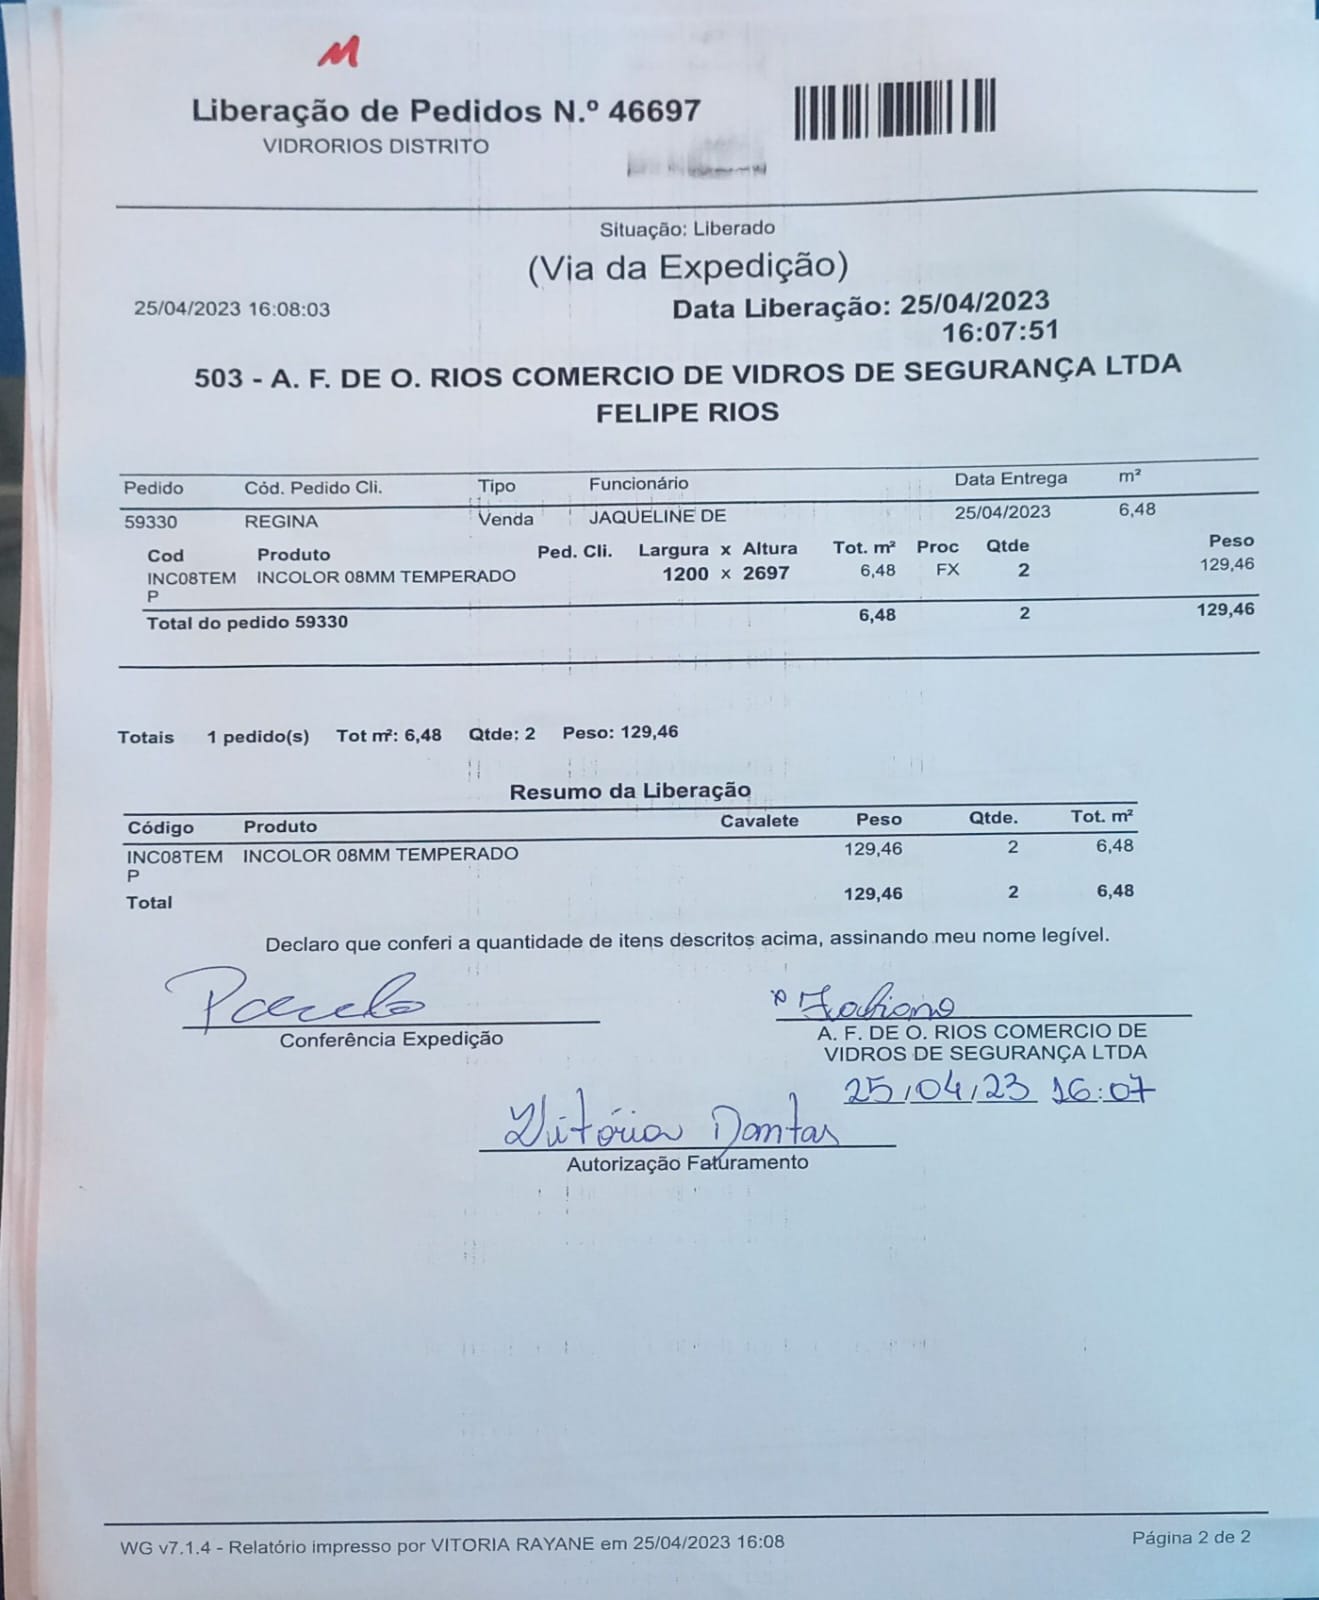 M
Liberação de Pedidos N.º 46697
VIDRORIOS DISTRITO
Situação: Liberado
(Via da Expedição)
25/04/2023 16:08:03
Data Liberação: 25/04/2023
16:07:51
503 - A. F. DE O. RIOS COMERCIO DE VIDROS DE SEGURANÇA LTDA
FELIPE RIOS
Pedido Cód. Pedido Cli. Tipo Funcionário Data Entrega m²
59330 REGINA Venda JAQUELINE DE 25/04/2023 6,48
Cod Produto Ped. Cli. Largura x Altura Tot. m² Proc Qtde Peso
INC08TEM INCOLOR 08MM TEMPERADO 1200 x 2697 6,48 FX 2 129,46
P
Total do pedido 59330 6,48 2 129,46
Totais 1 pedido(s) Tot m²: 6,48 Qtde: 2 Peso: 129,46
Resumo da Liberação
Código Produto Cavalete Peso Qtde. Tot. m²
INC08TEM INCOLOR 08MM TEMPERADO 129,46 2 6,48
P
Total 129,46 2 6,48
Declaro que conferi a quantidade de itens descritos acima, assinando meu nome legível.
Fabiano
Conferência Expedição
A. F. DE O. RIOS COMERCIO DE
VIDROS DE SEGURANÇA LTDA
25/04/23 16:07
Vitória Dantas
Autorização Faturamento
WG v7.1.4 - Relatório impresso por VITORIA RAYANE em 25/04/2023 16:08
Página 2 de 2